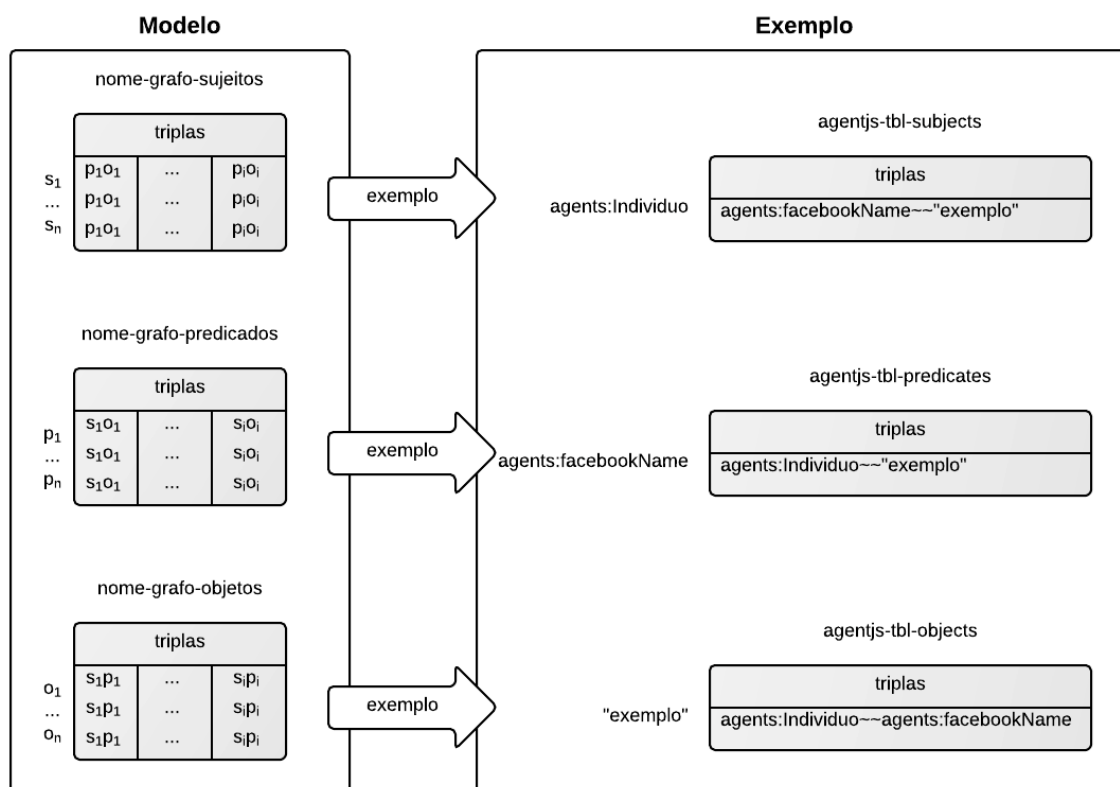 Modelo
nome-grafo-sujeitos
triplas
s₁ p₁o₁ ... pᵢoᵢ
... p₁o₁ ... pᵢoᵢ
sₙ p₁o₁ ... pᵢoᵢ
nome-grafo-predicados
triplas
p₁ s₁o₁ ... sᵢoᵢ
... s₁o₁ ... sᵢoᵢ
pₙ s₁o₁ ... sᵢoᵢ
nome-grafo-objetos
triplas
o₁ s₁p₁ ... sᵢpᵢ
... s₁p₁ ... sᵢpᵢ
oₙ s₁p₁ ... sᵢpᵢ
exemplo
exemplo
exemplo
Exemplo
agentjs-tbl-subjects
triplas
agents:Individuo
agents:facebookName~~"exemplo"
agentjs-tbl-predicates
triplas
agents:facebookName
agents:Individuo~~"exemplo"
agentjs-tbl-objects
triplas
"exemplo"
agents:Individuo~~agents:facebookName